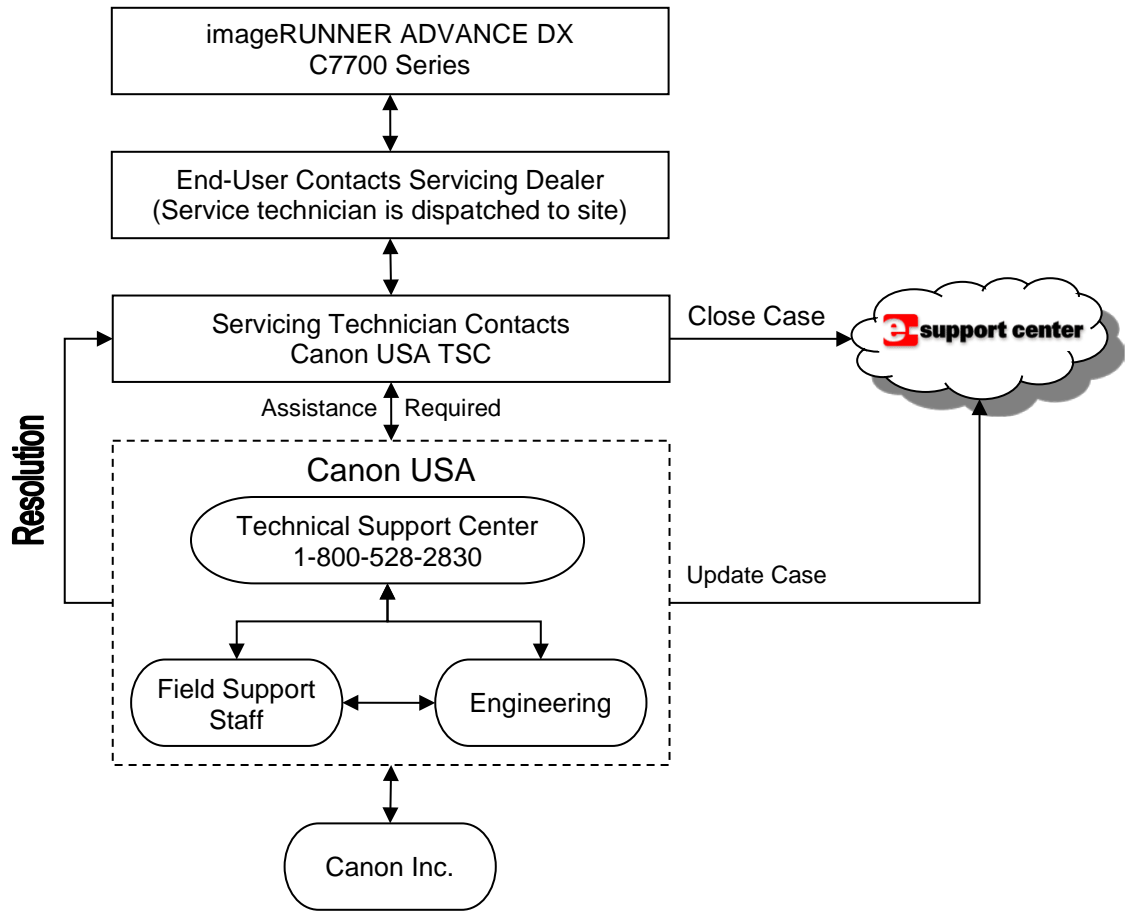 imageRUNNER ADVANCE DX
C7700 Series
End-User Contacts Servicing Dealer
(Service technician is dispatched to site)
Servicing Technician Contacts
Canon USA TSC
Close Case
e-support center
Assistance Required
Resolution
Canon USA
Technical Support Center
1-800-528-2830
Update Case
Field Support
Staff
Engineering
Canon Inc.